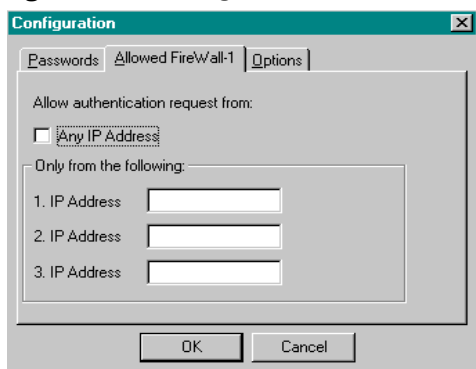 Configuration
Passwords Allowed FireWall-1 Options
Allow authentication request from:
Any IP Address
Only from the following:
1. IP Address
2. IP Address
3. IP Address
OK Cancel